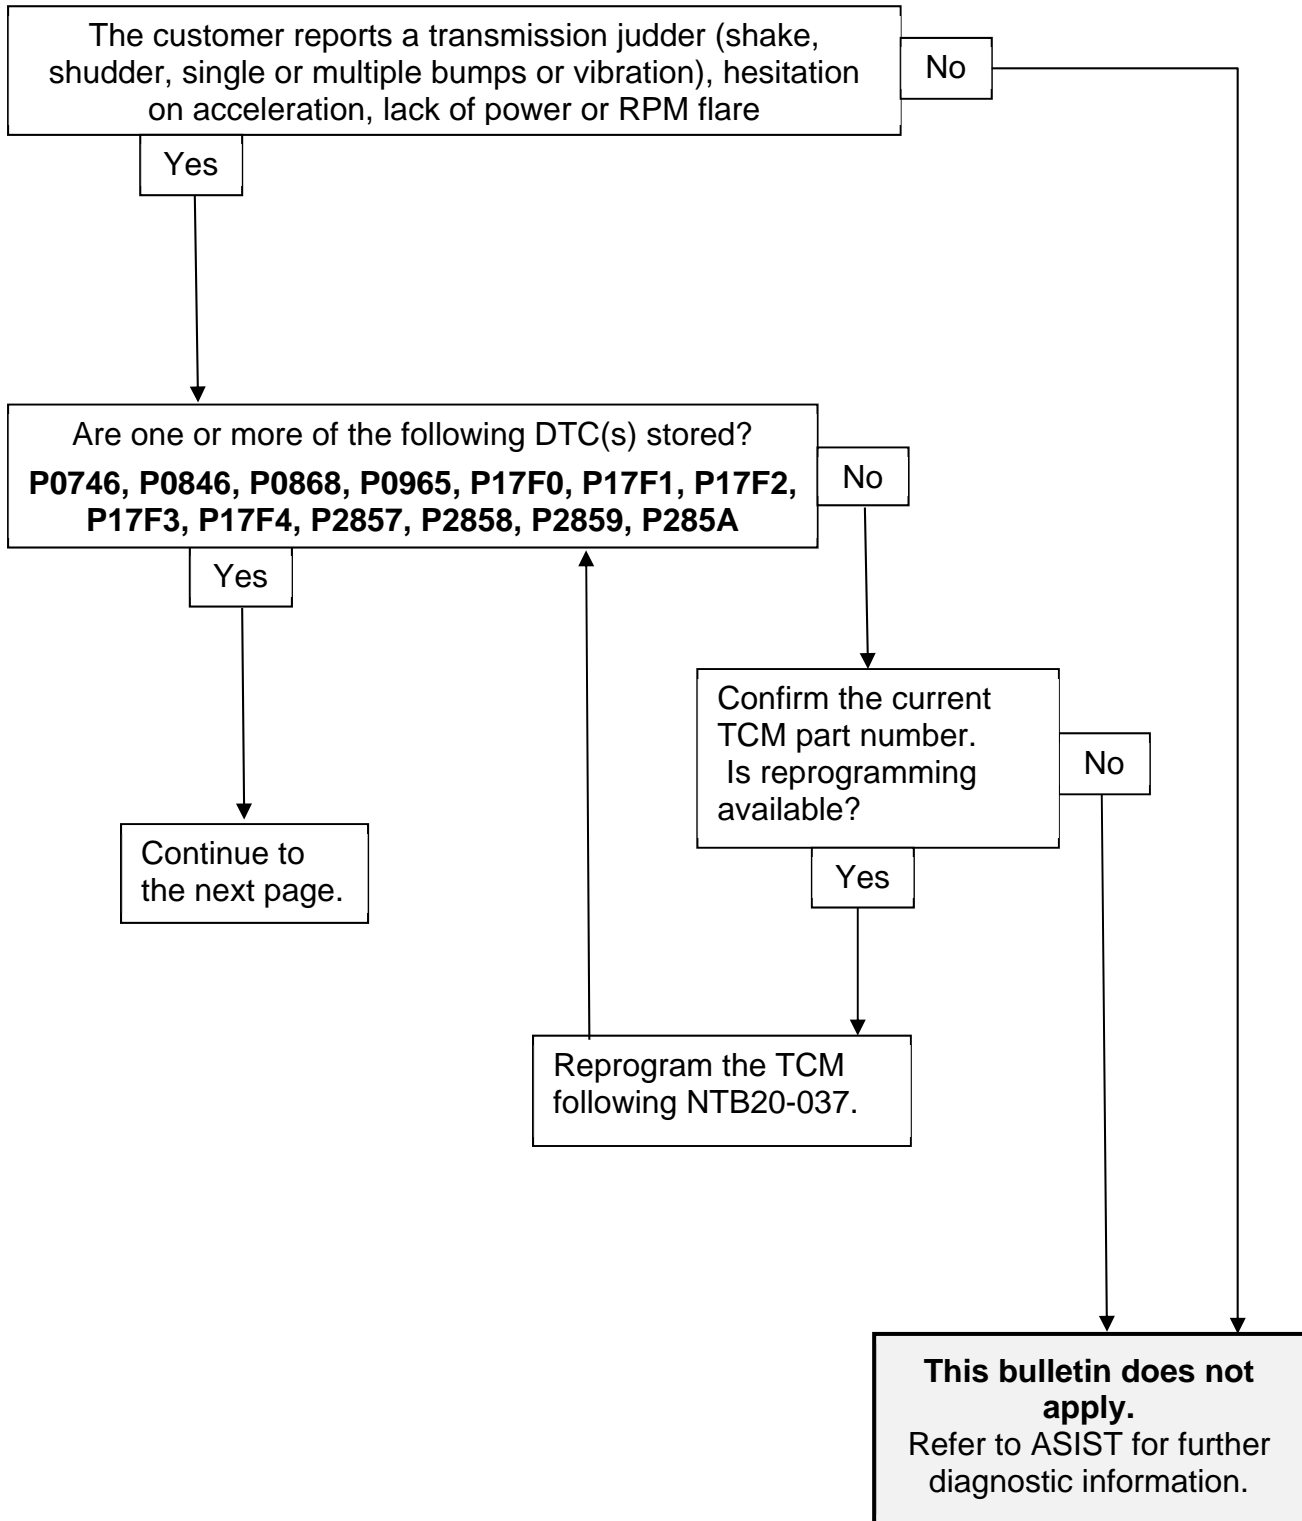 The customer reports a transmission judder (shake,
shudder, single or multiple bumps or vibration), hesitation
on acceleration, lack of power or RPM flare
No
Yes
Are one or more of the following DTC(s) stored?
P0746, P0846, P0868, P0965, P17F0, P17F1, P17F2,
P17F3, P17F4, P2857, P2858, P2859, P285A
No
Yes
Confirm the current
TCM part number.
Is reprogramming
available?
No
Yes
Continue to
the next page.
Reprogram the TCM
following NTB20-037.
This bulletin does not
apply.
Refer to ASIST for further
diagnostic information.